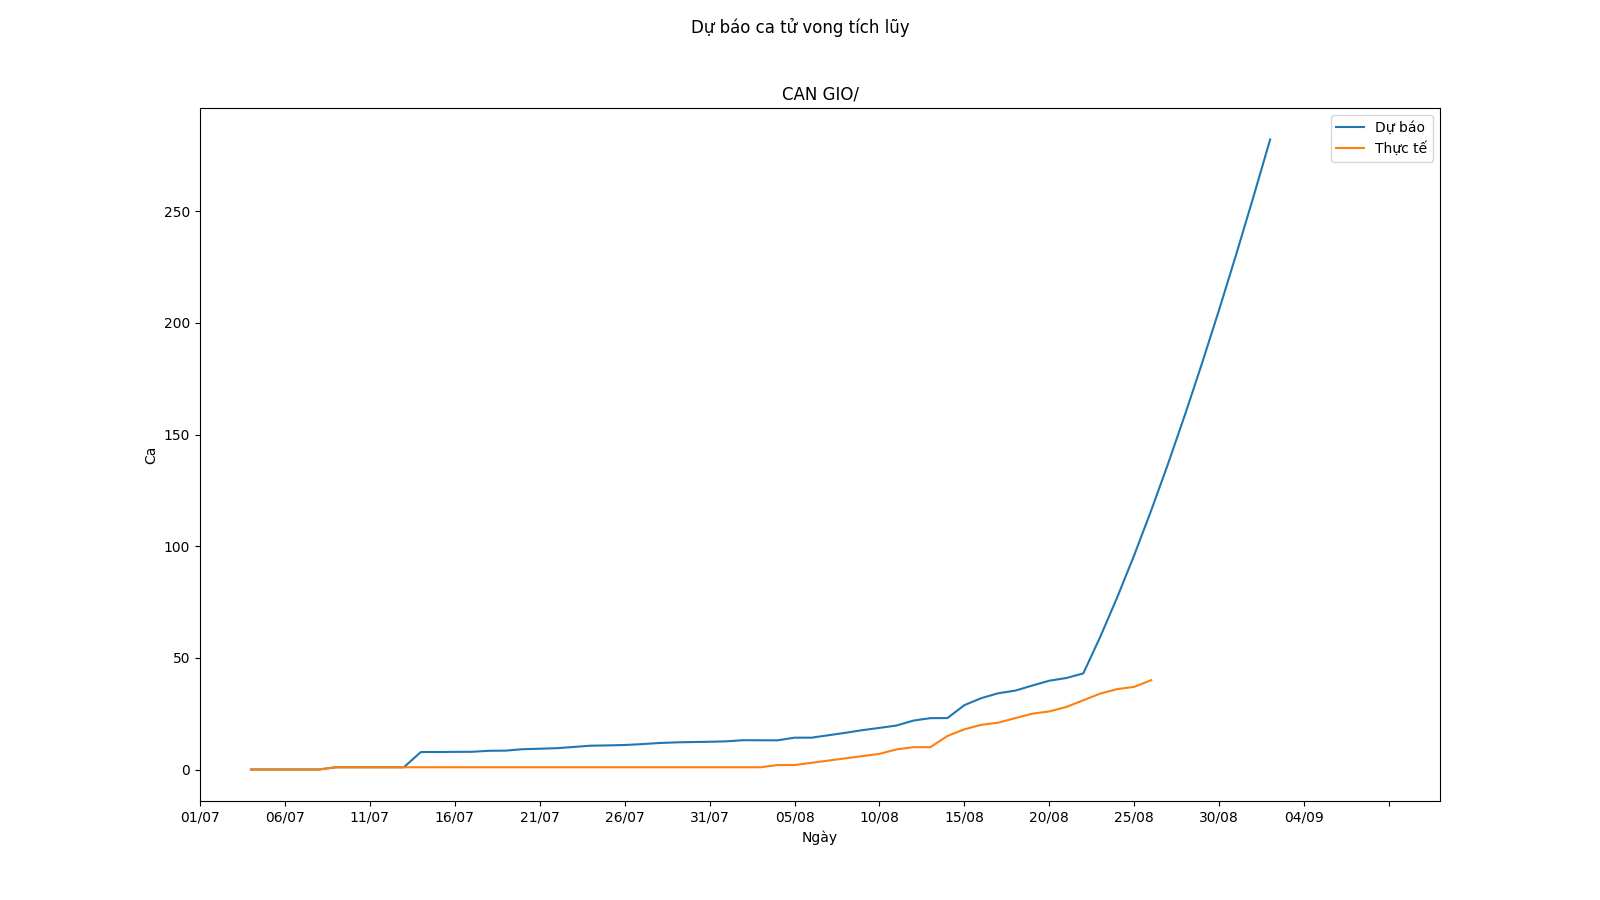 Dự báo ca tử vong tích lũy
CAN GIO/
Dự báo
Thực tế
250
200
150
100
50
0
Ca
01/07 06/07 11/07 16/07 21/07 26/07 31/07 05/08 10/08 15/08 20/08 25/08 30/08 04/09
Ngày